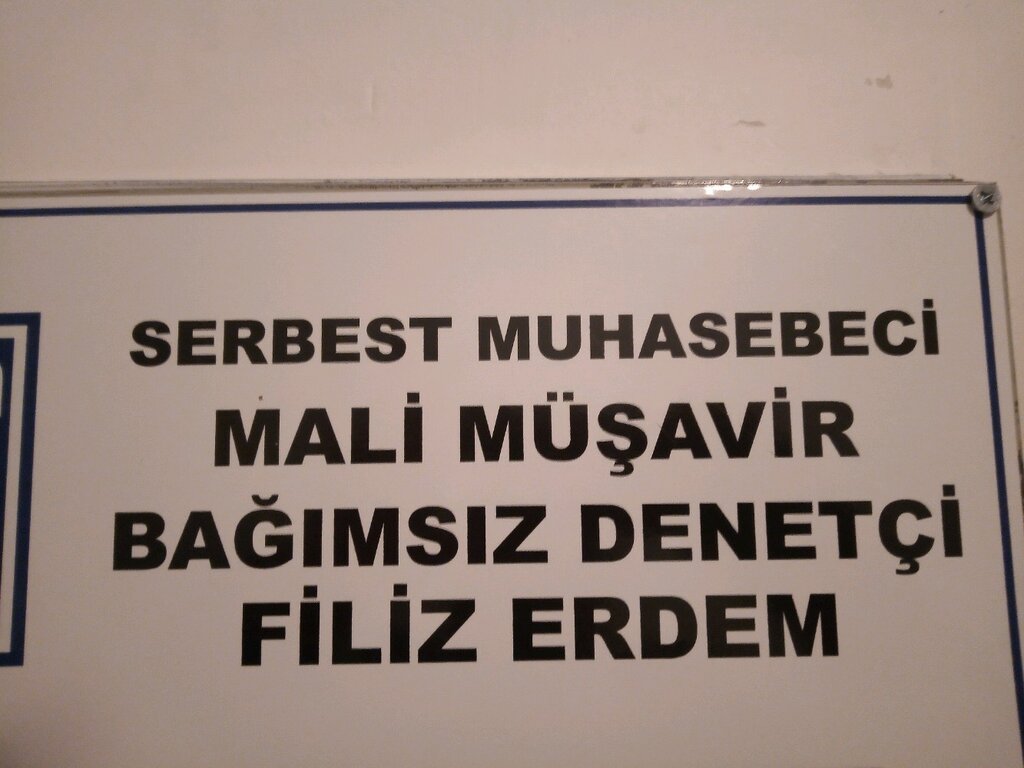 SERBEST MUHASEBECİ
MALİ MÜŞAVİR
BAĞIMSIZ DENETÇİ
FİLİZ ERDEM